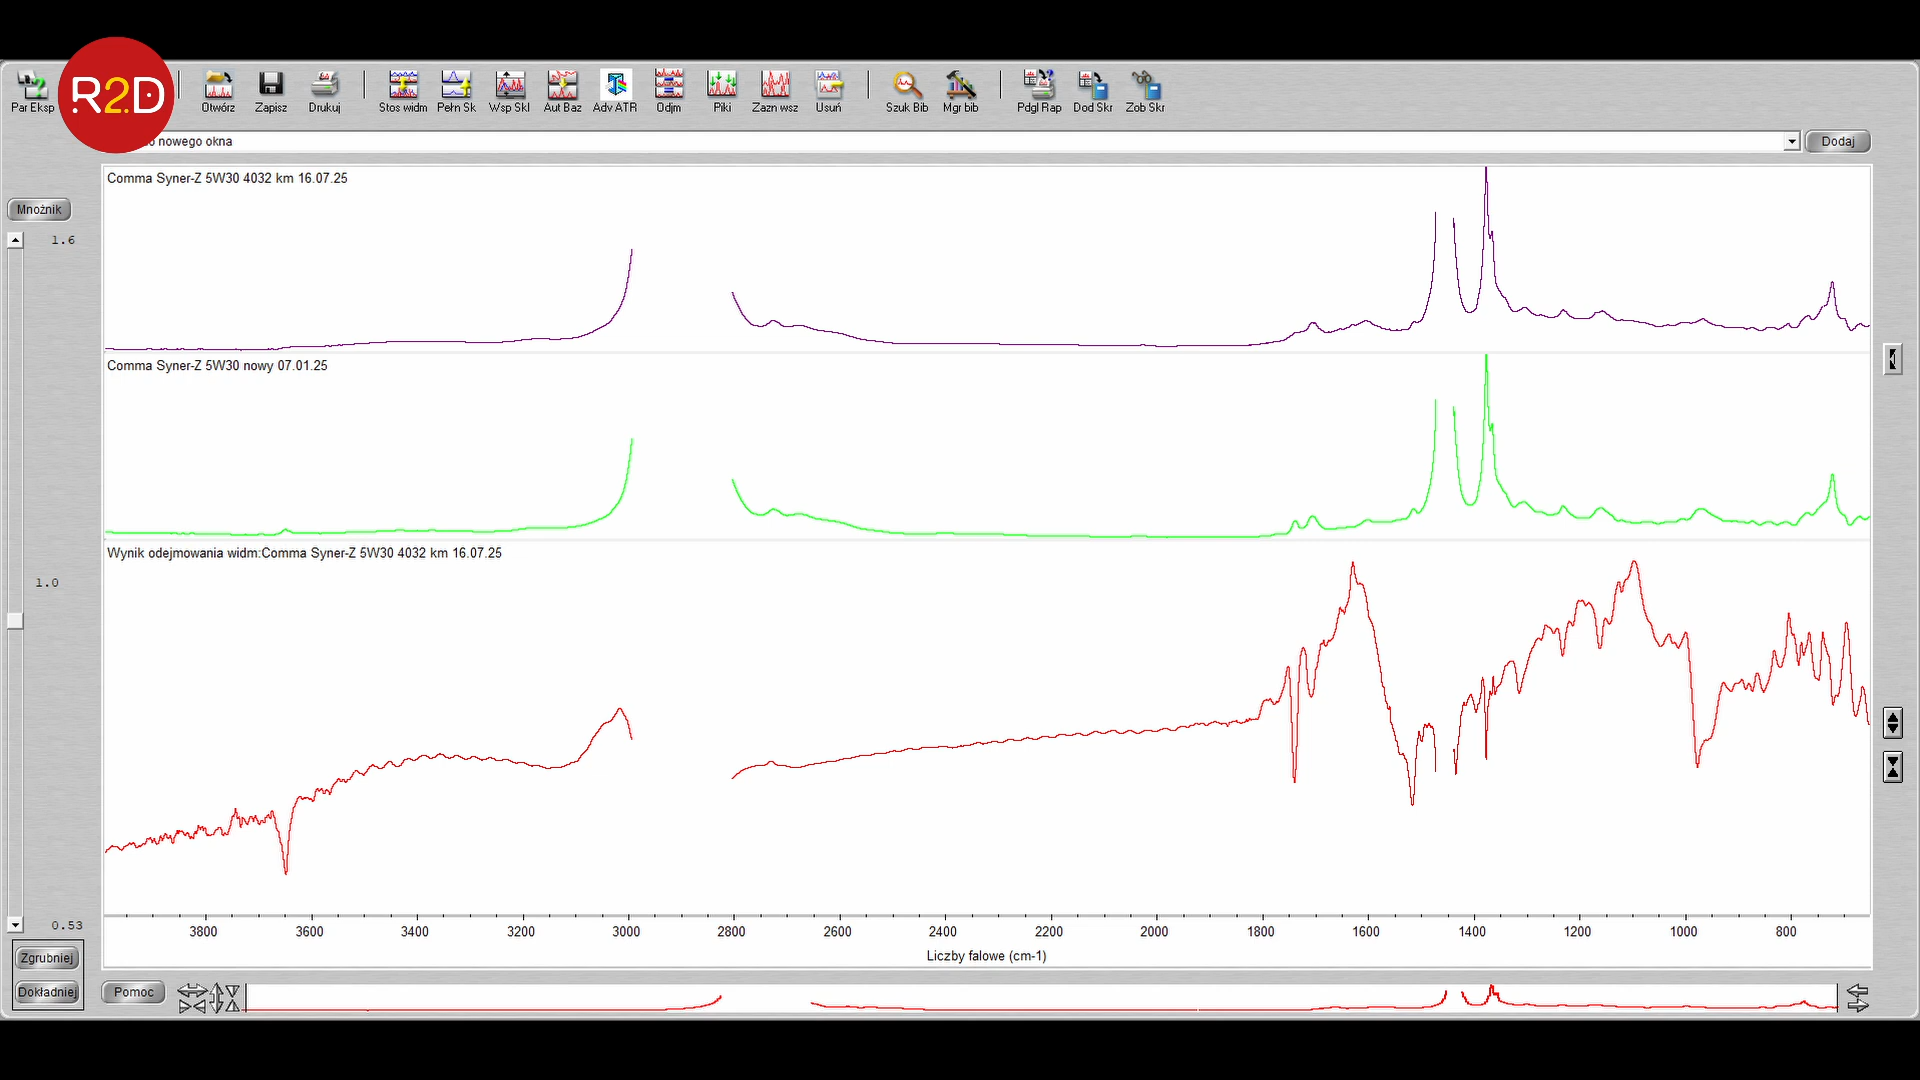 R2D
Par Eksp
Otwórz
Zapisz
Drukuj
Stos widm
Pełn Sk
Wsp Skl
Aut Baz
Adv ATR
Odjm
Piki
Zazn wsz
Usuń
Szuk Bib
Mgr bib
Pdgl Rap
Dod Skr
Zob Skr
nowego okna
Dodaj
Mnożnik
1.6
1.0
0.53
Zgrubniej
Dokładniej
Comma Syner-Z 5W30 4032 km 16.07.25
Comma Syner-Z 5W30 nowy 07.01.25
Wynik odejmowania widm:Comma Syner-Z 5W30 4032 km 16.07.25
3800 3600 3400 3200 3000 2800 2600 2400 2200 2000 1800 1600 1400 1200 1000 800
Liczby falowe (cm-1)
Pomoc